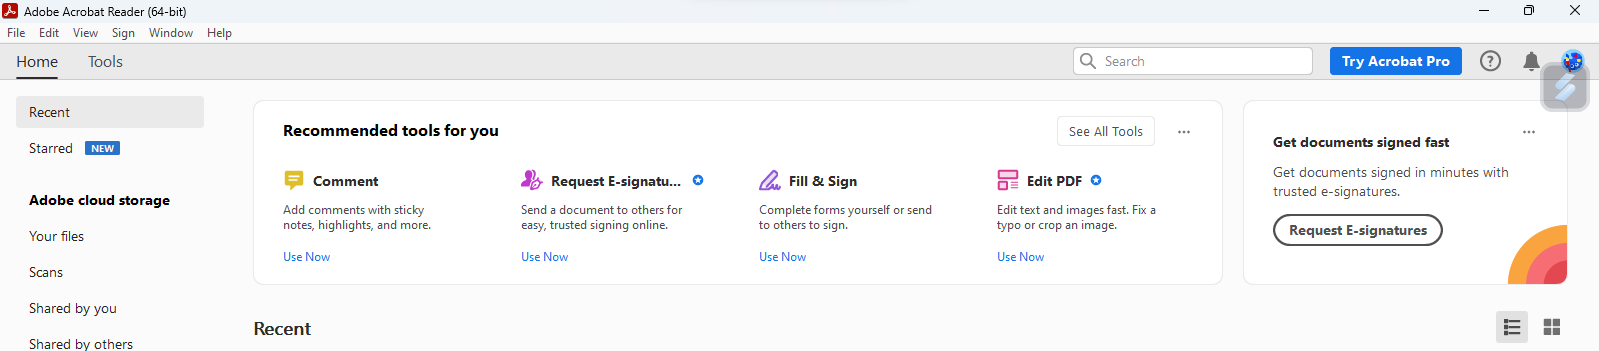 Adobe Acrobat Reader (64-bit)
File Edit View Sign Window Help
Home Tools Search Try Acrobat Pro
Recent
Starred NEW
Adobe cloud storage
Your files
Scans
Shared by you
Shared by others
Recommended tools for you See All Tools
Comment
Add comments with sticky
notes, highlights, and more.
Use Now
Request E-signatu...
Send a document to others for
easy, trusted signing online.
Use Now
Fill & Sign
Complete forms yourself or send
to others to sign.
Use Now
Edit PDF
Edit text and images fast. Fix a
typo or crop an image.
Use Now
Get documents signed fast
Get documents signed in minutes with
trusted e-signatures.
Request E-signatures
Recent